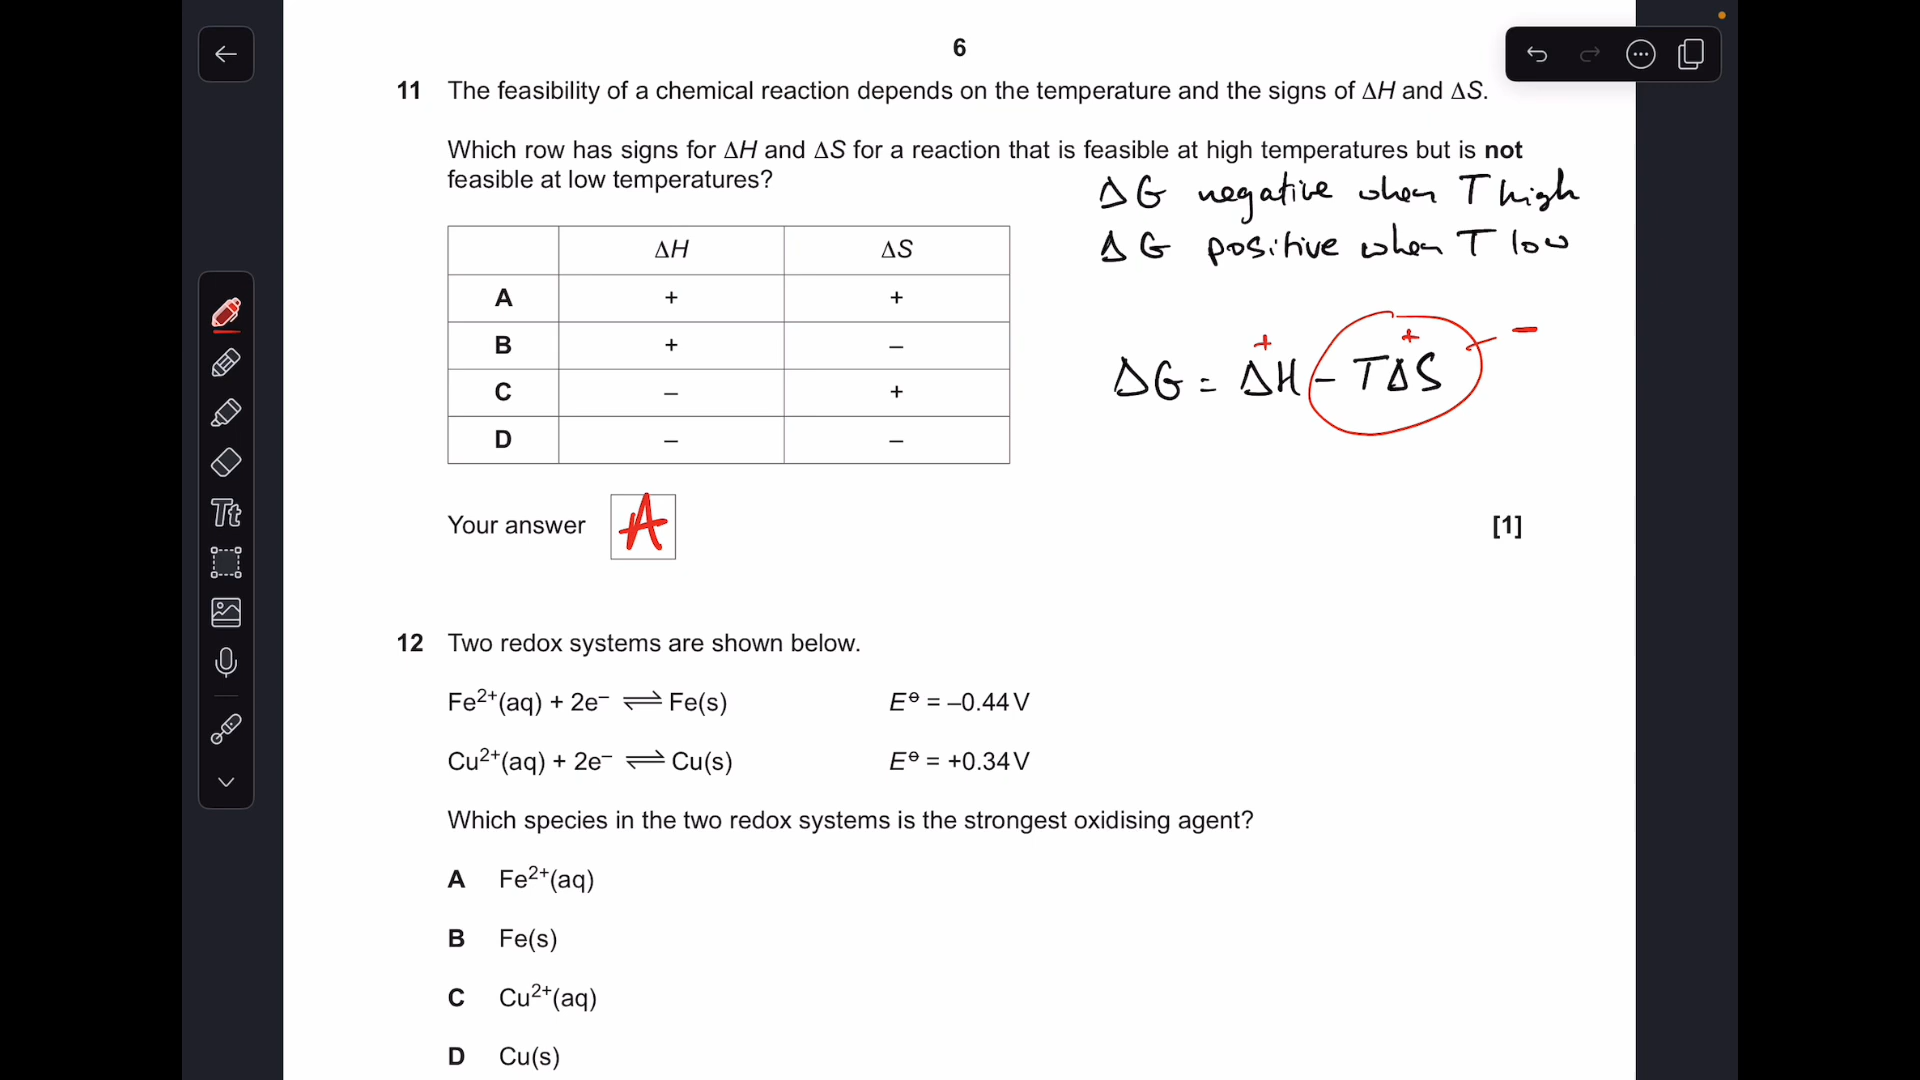 6
11 The feasibility of a chemical reaction depends on the temperature and the signs of ΔH and ΔS.
Which row has signs for ΔH and ΔS for a reaction that is feasible at high temperatures but is not
feasible at low temperatures?
ΔG negative when T high
ΔG positive when T low
ΔH ΔS
A + +
B + –
C – +
D – –
+ + –
ΔG = ΔH – TΔS
Your answer A [1]
12 Two redox systems are shown below.
Fe²⁺(aq) + 2e⁻ ⇌ Fe(s) E⦵ = –0.44 V
Cu²⁺(aq) + 2e⁻ ⇌ Cu(s) E⦵ = +0.34 V
Which species in the two redox systems is the strongest oxidising agent?
A Fe²⁺(aq)
B Fe(s)
C Cu²⁺(aq)
D Cu(s)
Tt